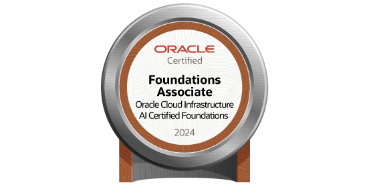 ORACLE
Certified
Foundations
Associate
Oracle Cloud Infrastructure
AI Certified Foundations
2024